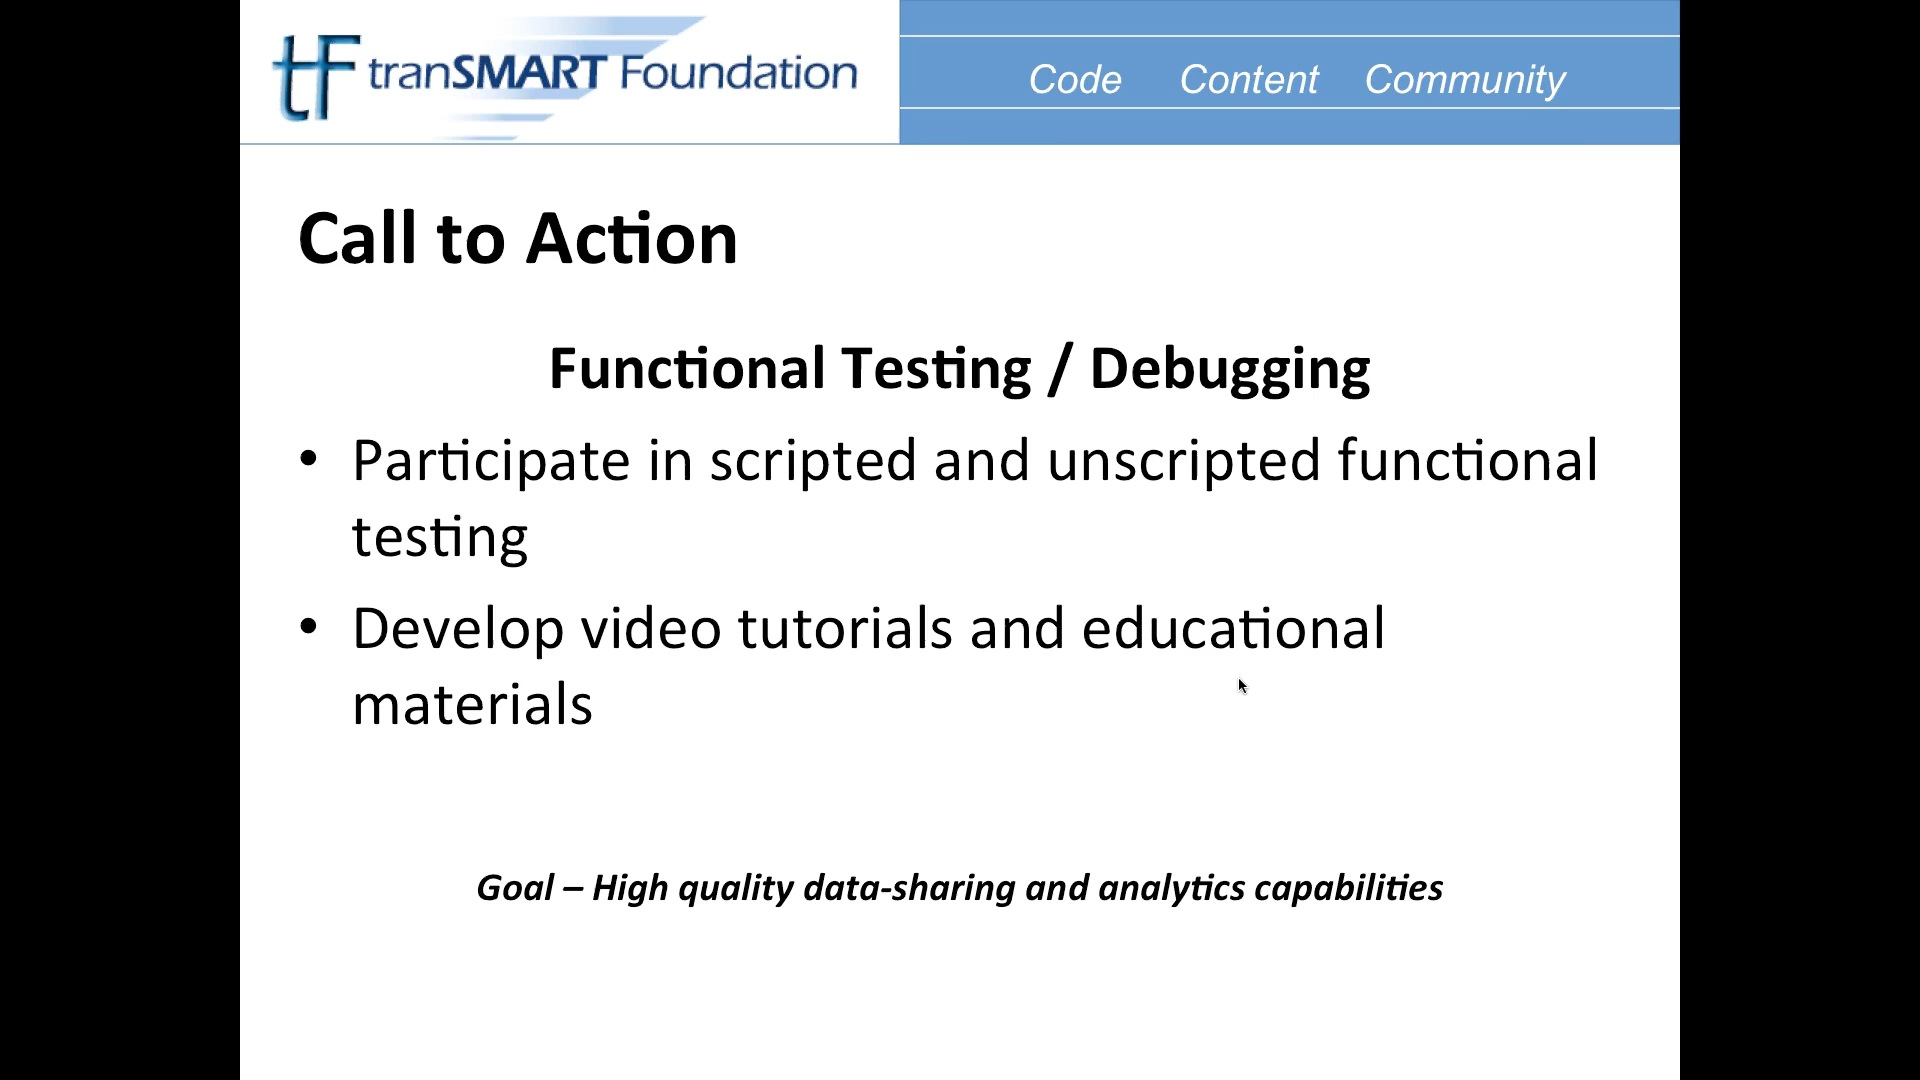 tF tranSMART Foundation
Code Content Community
Call to Action
Functional Testing / Debugging
• Participate in scripted and unscripted functional
testing
• Develop video tutorials and educational
materials
Goal – High quality data-sharing and analytics capabilities